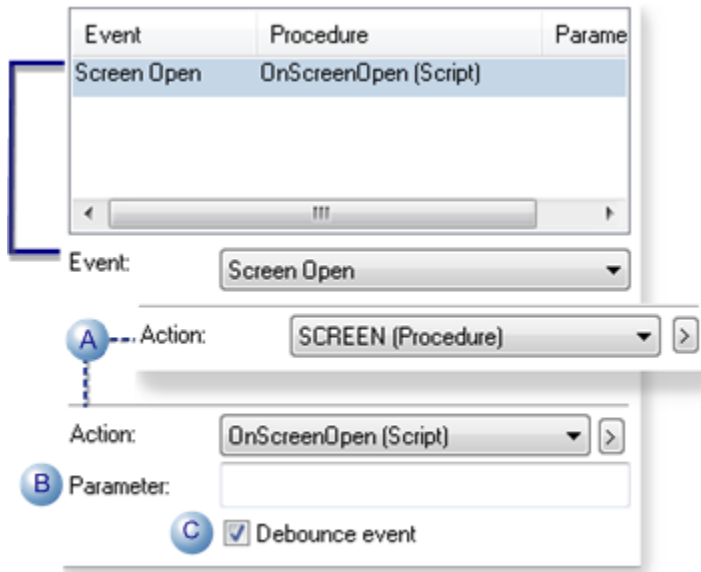 Event Procedure Parame
Screen Open OnScreenOpen (Script)
Event: Screen Open
A Action: SCREEN (Procedure) >
Action: OnScreenOpen (Script) >
B Parameter:
C Debounce event